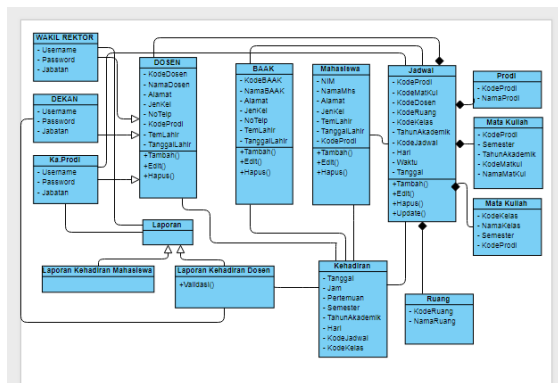 WAKIL REKTOR
- Username
- Password
- Jabatan
DEKAN
- Username
- Password
- Jabatan
Ka.Prodi
- Username
- Password
- Jabatan
DOSEN
- KodeDosen
- NamaDosen
- Alamat
- JenKel
- NoTelp
- KodeProdi
- TemLahir
- TanggalLahir
+Tambah()
+Edit()
+Hapus()
BAAK
- KodeBAAK
- NamaBAAK
- Alamat
- JenKel
- NoTelp
- TemLahir
- TanggalLahir
+Tambah()
+Edit()
+Hapus()
Mahasiswa
- NIM
- NamaMhs
- Alamat
- JenKel
- TemLahir
- TanggalLahir
- KodeProdi
+Tambah()
+Edit()
+Hapus()
Jadwal
- KodeProdi
- KodeMatKul
- KodeDosen
- KodeRuang
- KodeKelas
- TahunAkademik
- KodeJadwal
- Hari
- Waktu
- Tanggal
+Tambah()
+Edit()
+Hapus()
+Update()
Prodi
- KodeProdi
- NamaProdi
Mata Kuliah
- KodeProdi
- Semester
- TahunAkademik
- KodeMatkul
- NamaMatKul
Mata Kuliah
- KodeKelas
- NamaKelas
- Semester
- KodeProdi
Laporan
Laporan Kehadiran Mahasiswa
Laporan Kehadiran Dosen
+Validasi()
Kehadiran
- Tanggal
- Jam
- Pertemuan
- Semester
- TahunAkademik
- Hari
- KodeJadwal
- KodeKelas
Ruang
- KodeRuang
- NamaRuang